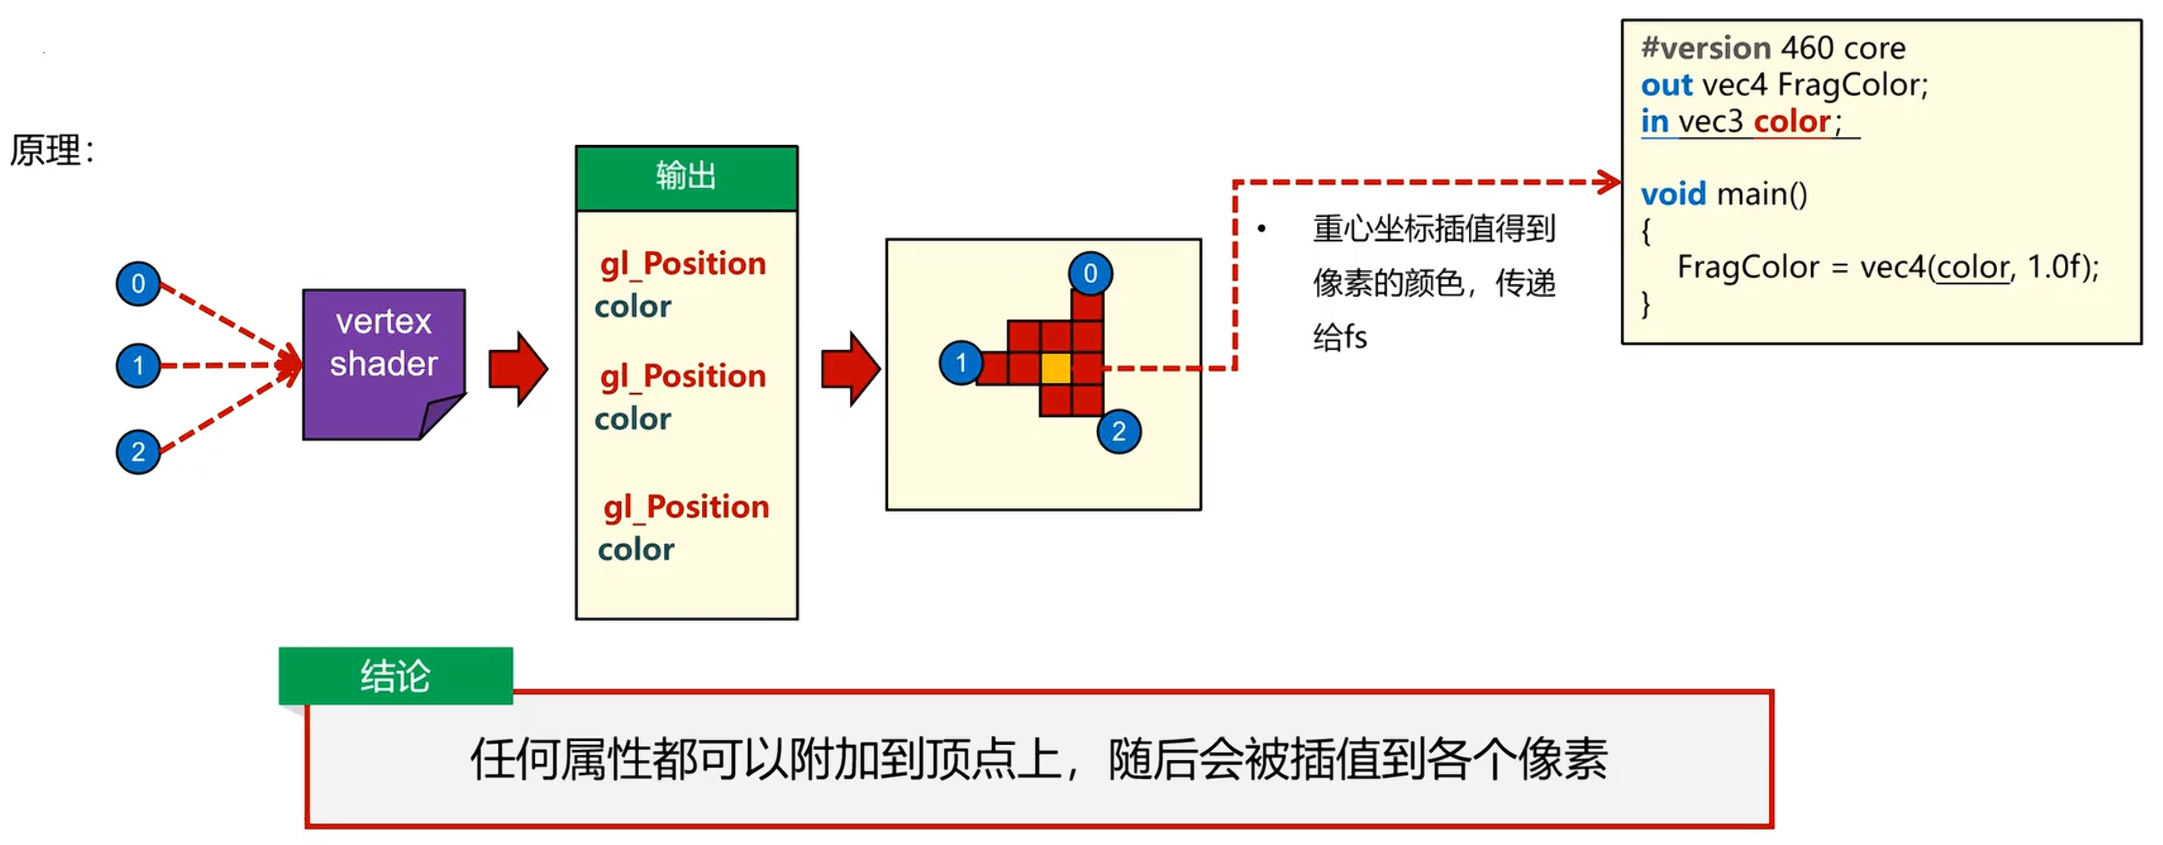 原理：
0
1
2
vertex
shader
输出
gl_Position
color
gl_Position
color
gl_Position
color
0
1
2
• 重心坐标插值得到
像素的颜色，传递
给fs
#version 460 core
out vec4 FragColor;
in vec3 color;
void main()
{
FragColor = vec4(color, 1.0f);
}
结论
任何属性都可以附加到顶点上，随后会被插值到各个像素